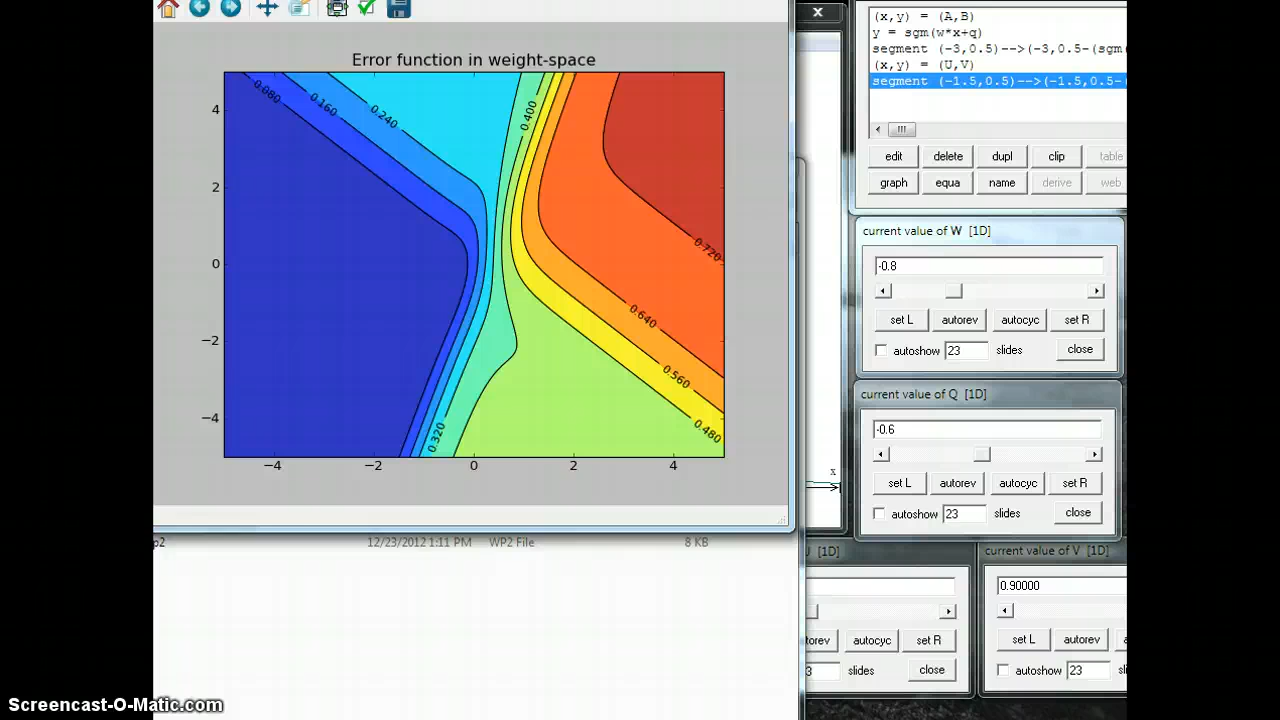 Error function in weight-space
0.080
0.160
0.240
0.400
0.720
0.640
0.560
0.480
0.320
4
2
0
−2
−4
−4
−2
0
2
4
(x,y) = (A,B)
y = sgm(w*x+q)
segment (-3,0.5)-->(-3,0.5-(sgm(
(x,y) = (U,V)
segment (-1.5,0.5)-->(-1.5,0.5-(
edit delete dupl clip table
graph equa name derive web
current value of W [1D]
-0.8
set L autorev autocyc set R
autoshow 23 slides close
current value of Q [1D]
-0.6
set L autorev autocyc set R
autoshow 23 slides close
x
p2 12/23/2012 1:11 PM WP2 File 8 KB
[1D]
autocyc set R
slides close
current value of V [1D]
0.90000
set L autorev
autoshow 23
Screencast-O-Matic.com